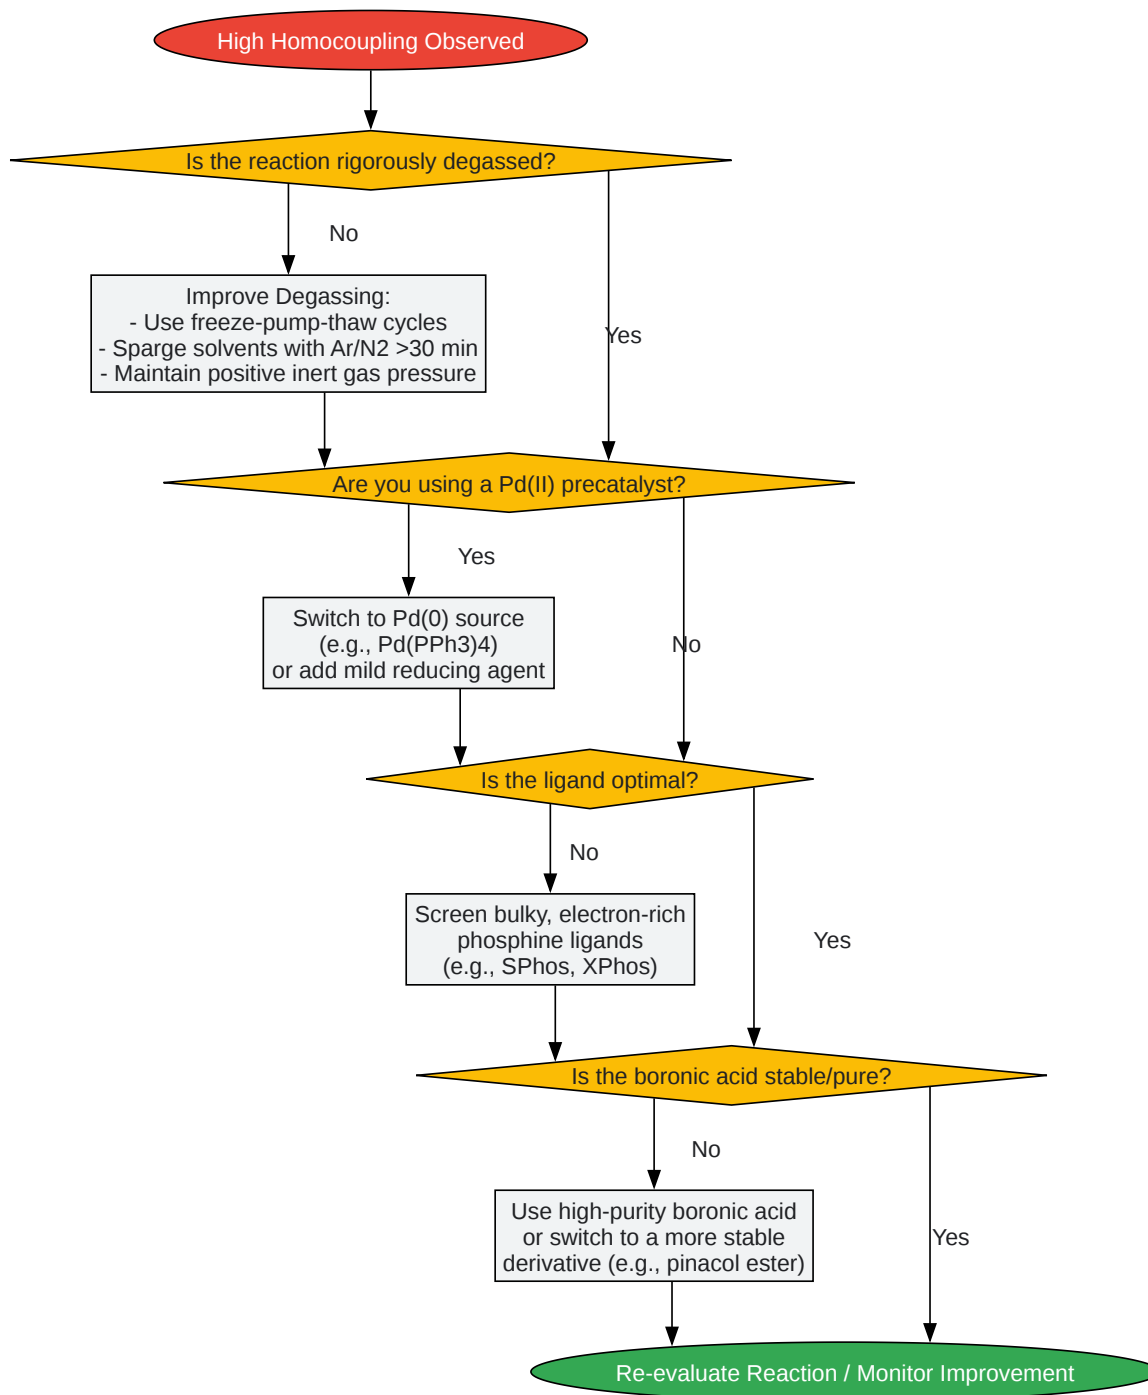 High Homocoupling Observed
Is the reaction rigorously degassed?
No
Improve Degassing:
- Use freeze-pump-thaw cycles
- Sparge solvents with Ar/N2 >30 min
- Maintain positive inert gas pressure
Yes
Are you using a Pd(II) precatalyst?
Yes
Switch to Pd(0) source
(e.g., Pd(PPh3)4)
or add mild reducing agent
No
Is the ligand optimal?
No
Screen bulky, electron-rich
phosphine ligands
(e.g., SPhos, XPhos)
Yes
Is the boronic acid stable/pure?
No
Use high-purity boronic acid
or switch to a more stable
derivative (e.g., pinacol ester)
Yes
Re-evaluate Reaction / Monitor Improvement